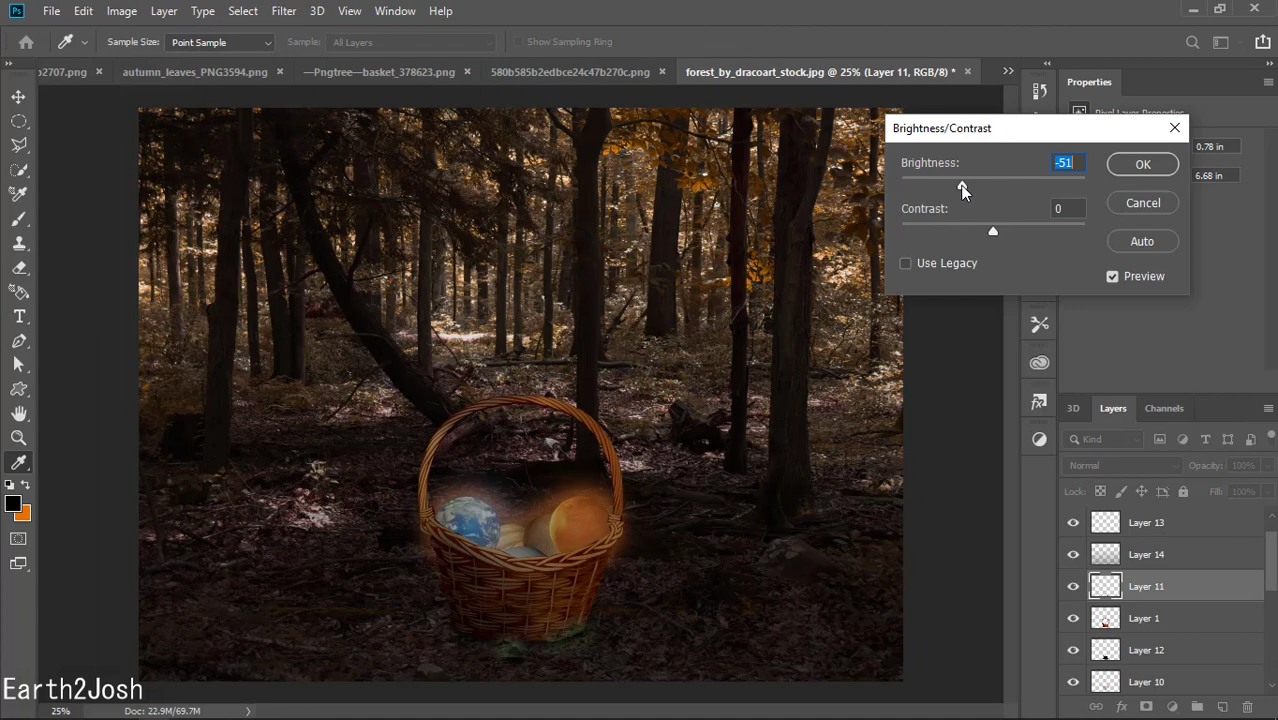 Ps File Edit Image Layer Type Select Filter 3D View Window Help
Sample Size: Point Sample Sample: All Layers Show Sampling Ring
b2707.png autumn_leaves_PNG3594.png —Pngtree—basket_378623.png 580b585b2edbce24c47b270c.png forest_by_dracoart_stock.jpg @ 25% (Layer 11, RGB/8) *
Properties
Pixel Layer Properties
0.78 in
6.68 in
Brightness/Contrast
Brightness: -51
OK
Cancel
Contrast: 0
Auto
Use Legacy
Preview
3D Layers Channels
Kind
Normal Opacity: 100%
Lock: Fill: 100%
Layer 13
Layer 14
Layer 11
Layer 1
Layer 12
Layer 10
Earth2Josh
25% Doc: 22.9M/69.7M